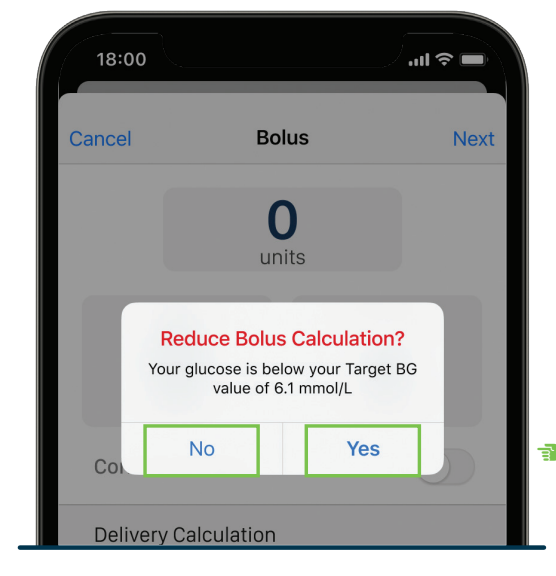 18:00
Cancel Bolus Next
0
units
Reduce Bolus Calculation?
Your glucose is below your Target BG
value of 6.1 mmol/L
No Yes
Delivery Calculation